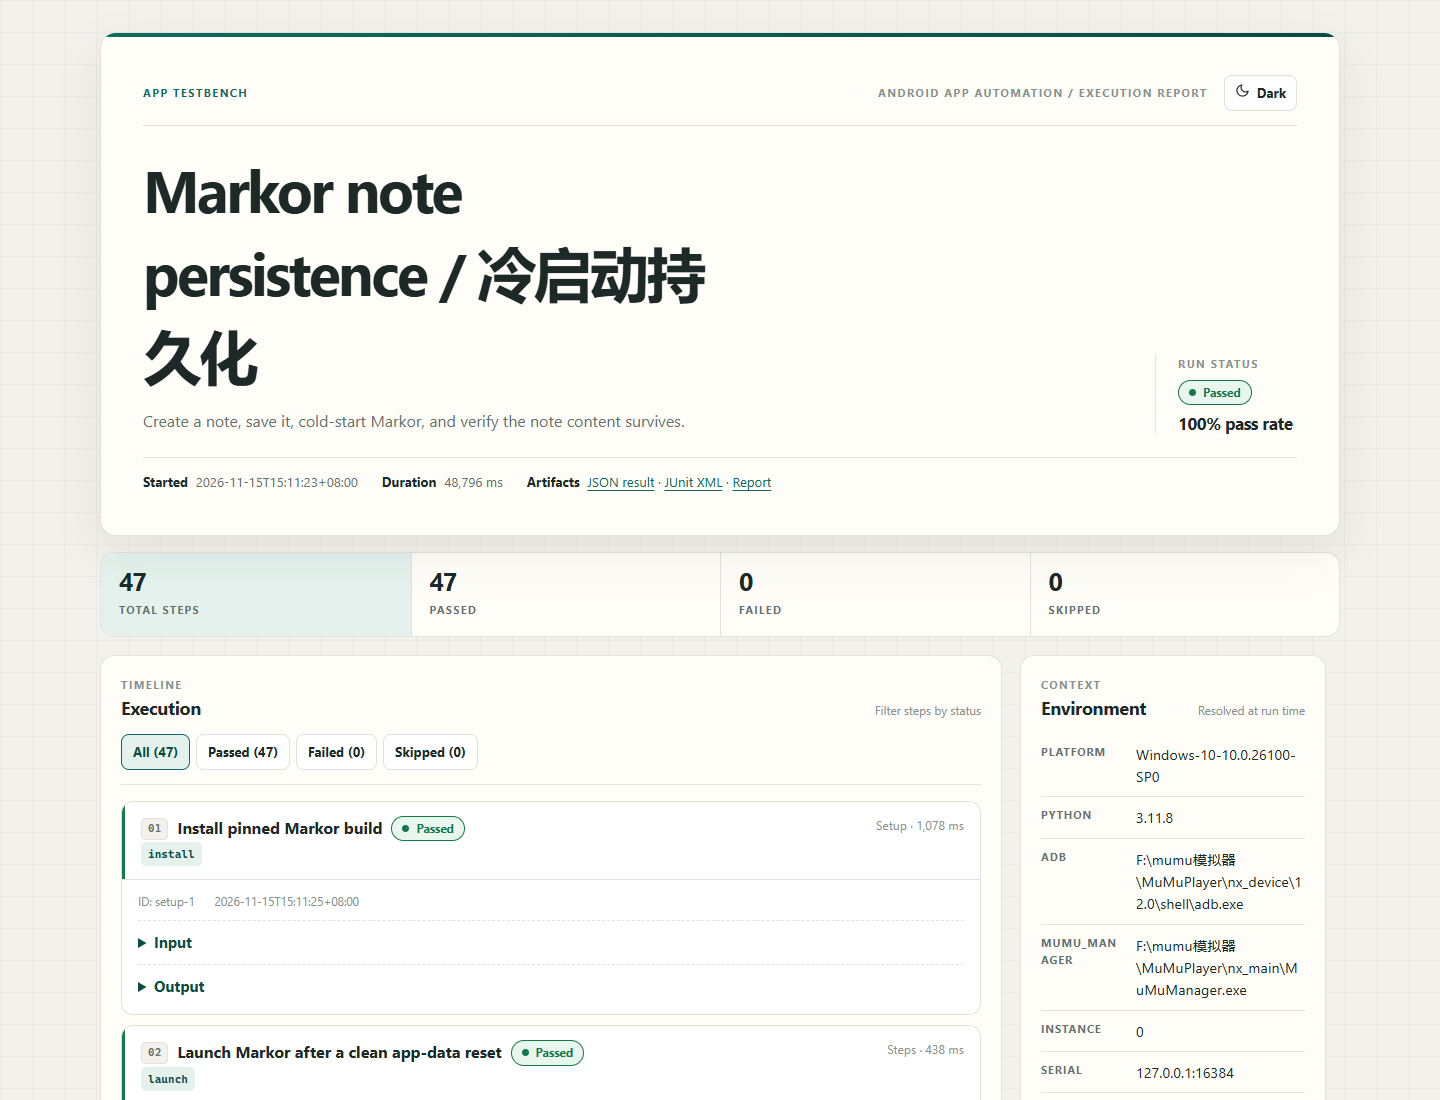 APP TESTBENCH
ANDROID APP AUTOMATION / EXECUTION REPORT
Dark
Markor note
persistence / 冷启动持
久化
Create a note, save it, cold-start Markor, and verify the note content survives.
RUN STATUS
Passed
100% pass rate
Started 2026-11-15T15:11:23+08:00 Duration 48,796 ms Artifacts JSON result · JUnit XML · Report
47
TOTAL STEPS
47
PASSED
0
FAILED
0
SKIPPED
TIMELINE
Execution
Filter steps by status
All (47) Passed (47) Failed (0) Skipped (0)
01 Install pinned Markor build Passed
Setup · 1,078 ms
install
ID: setup-1 2026-11-15T15:11:25+08:00
Input
Output
02 Launch Markor after a clean app-data reset Passed
Steps · 438 ms
launch
CONTEXT
Environment
Resolved at run time
PLATFORM
Windows-10-10.0.26100-
SP0
PYTHON
3.11.8
ADB
F:\mumu模拟器
\MuMuPlayer\nx_device\1
2.0\shell\adb.exe
MUMU_MAN
AGER
F:\mumu模拟器
\MuMuPlayer\nx_main\M
uMuManager.exe
INSTANCE
0
SERIAL
127.0.0.1:16384